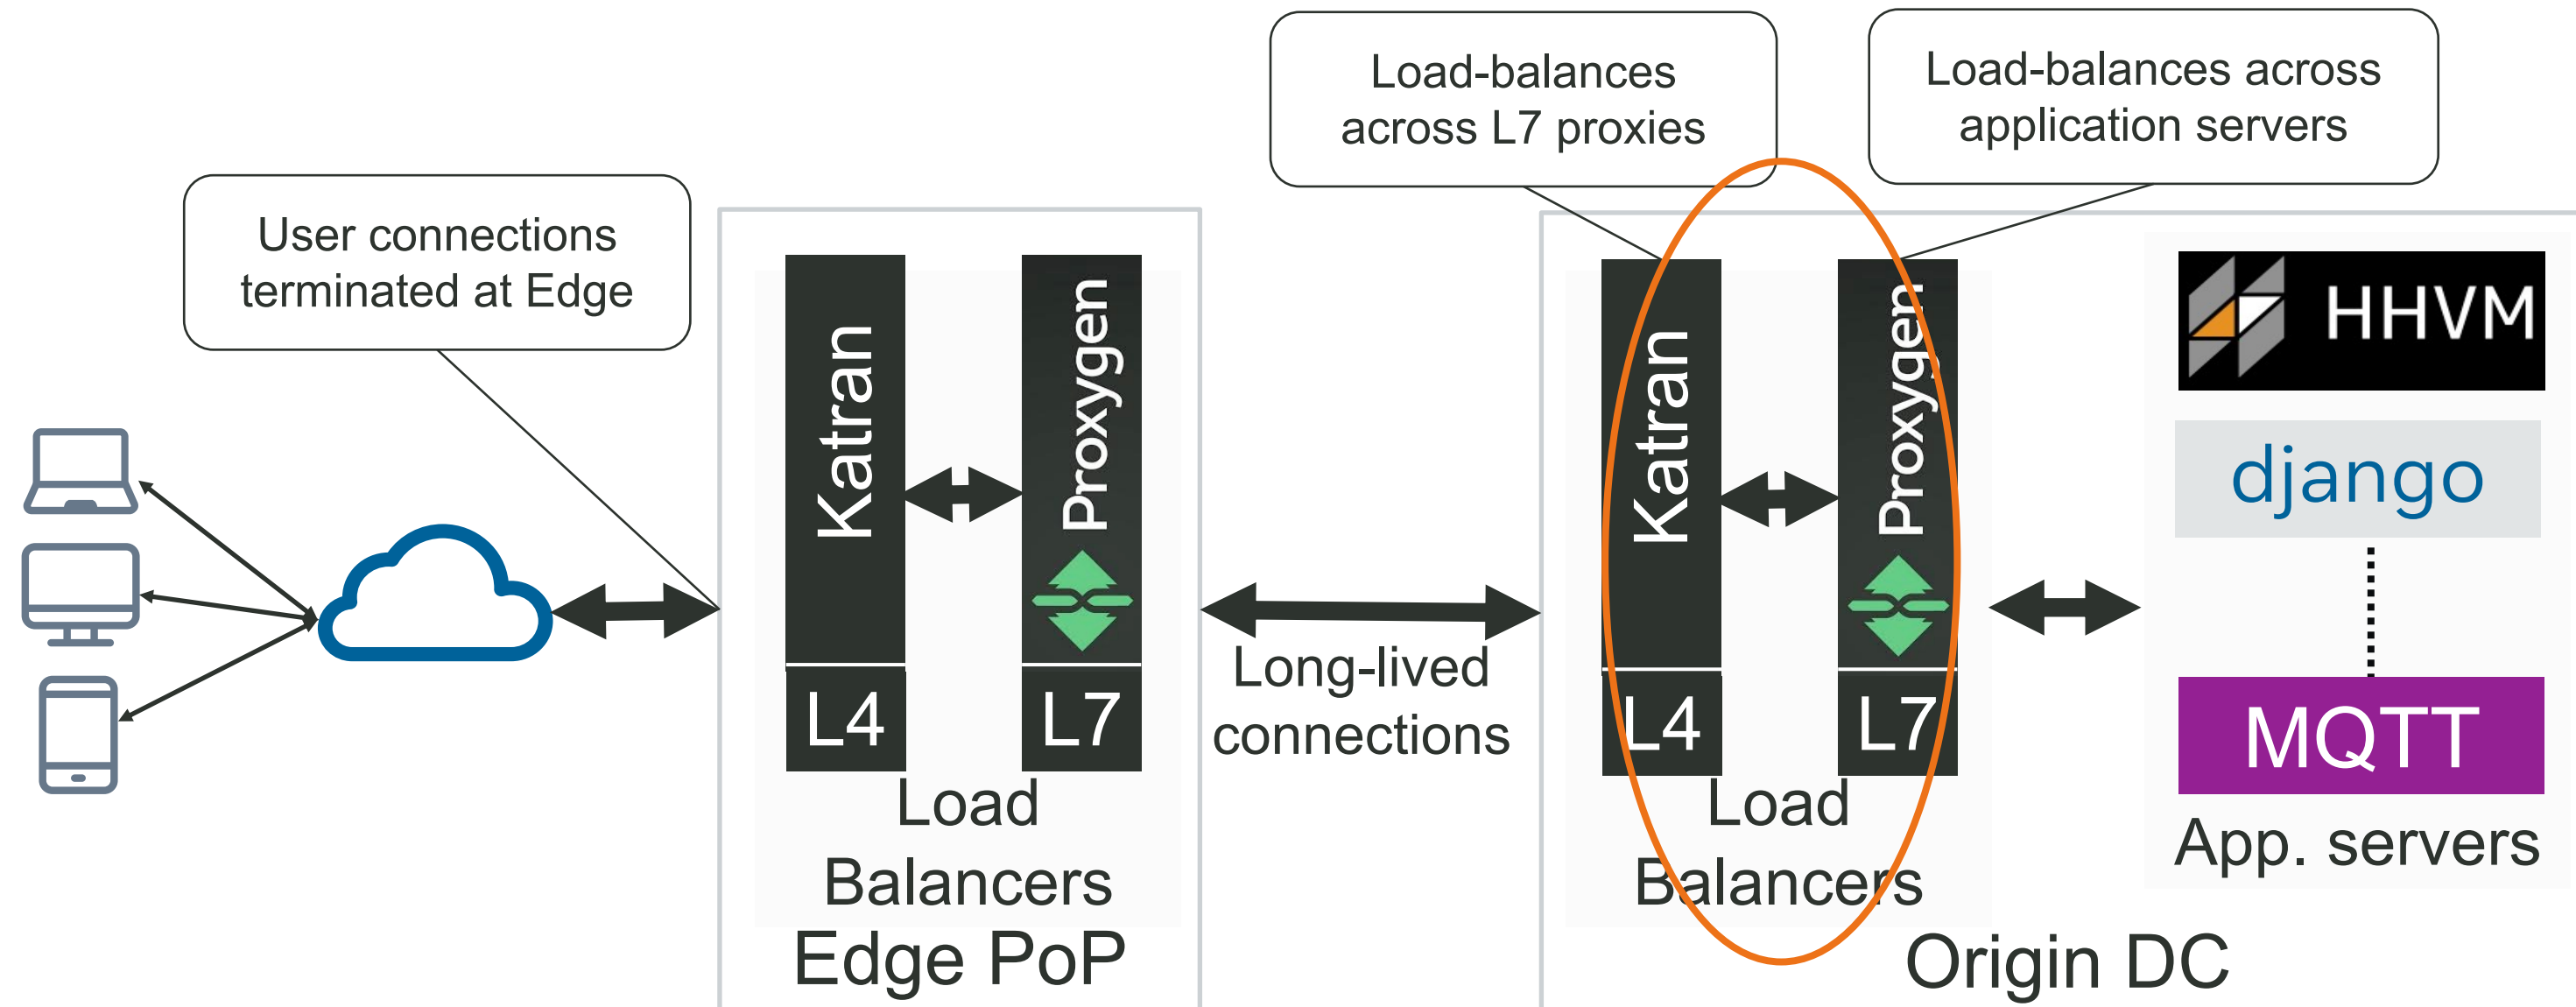 Load-balances
across L7 proxies
Load-balances across
application servers
User connections
terminated at Edge
Katran
L4
Proxygen
L7
Load
Balancers
Edge PoP
Long-lived
connections
Katran
L4
Proxygen
L7
Load
Balancers
HHVM
django
MQTT
App. servers
Origin DC